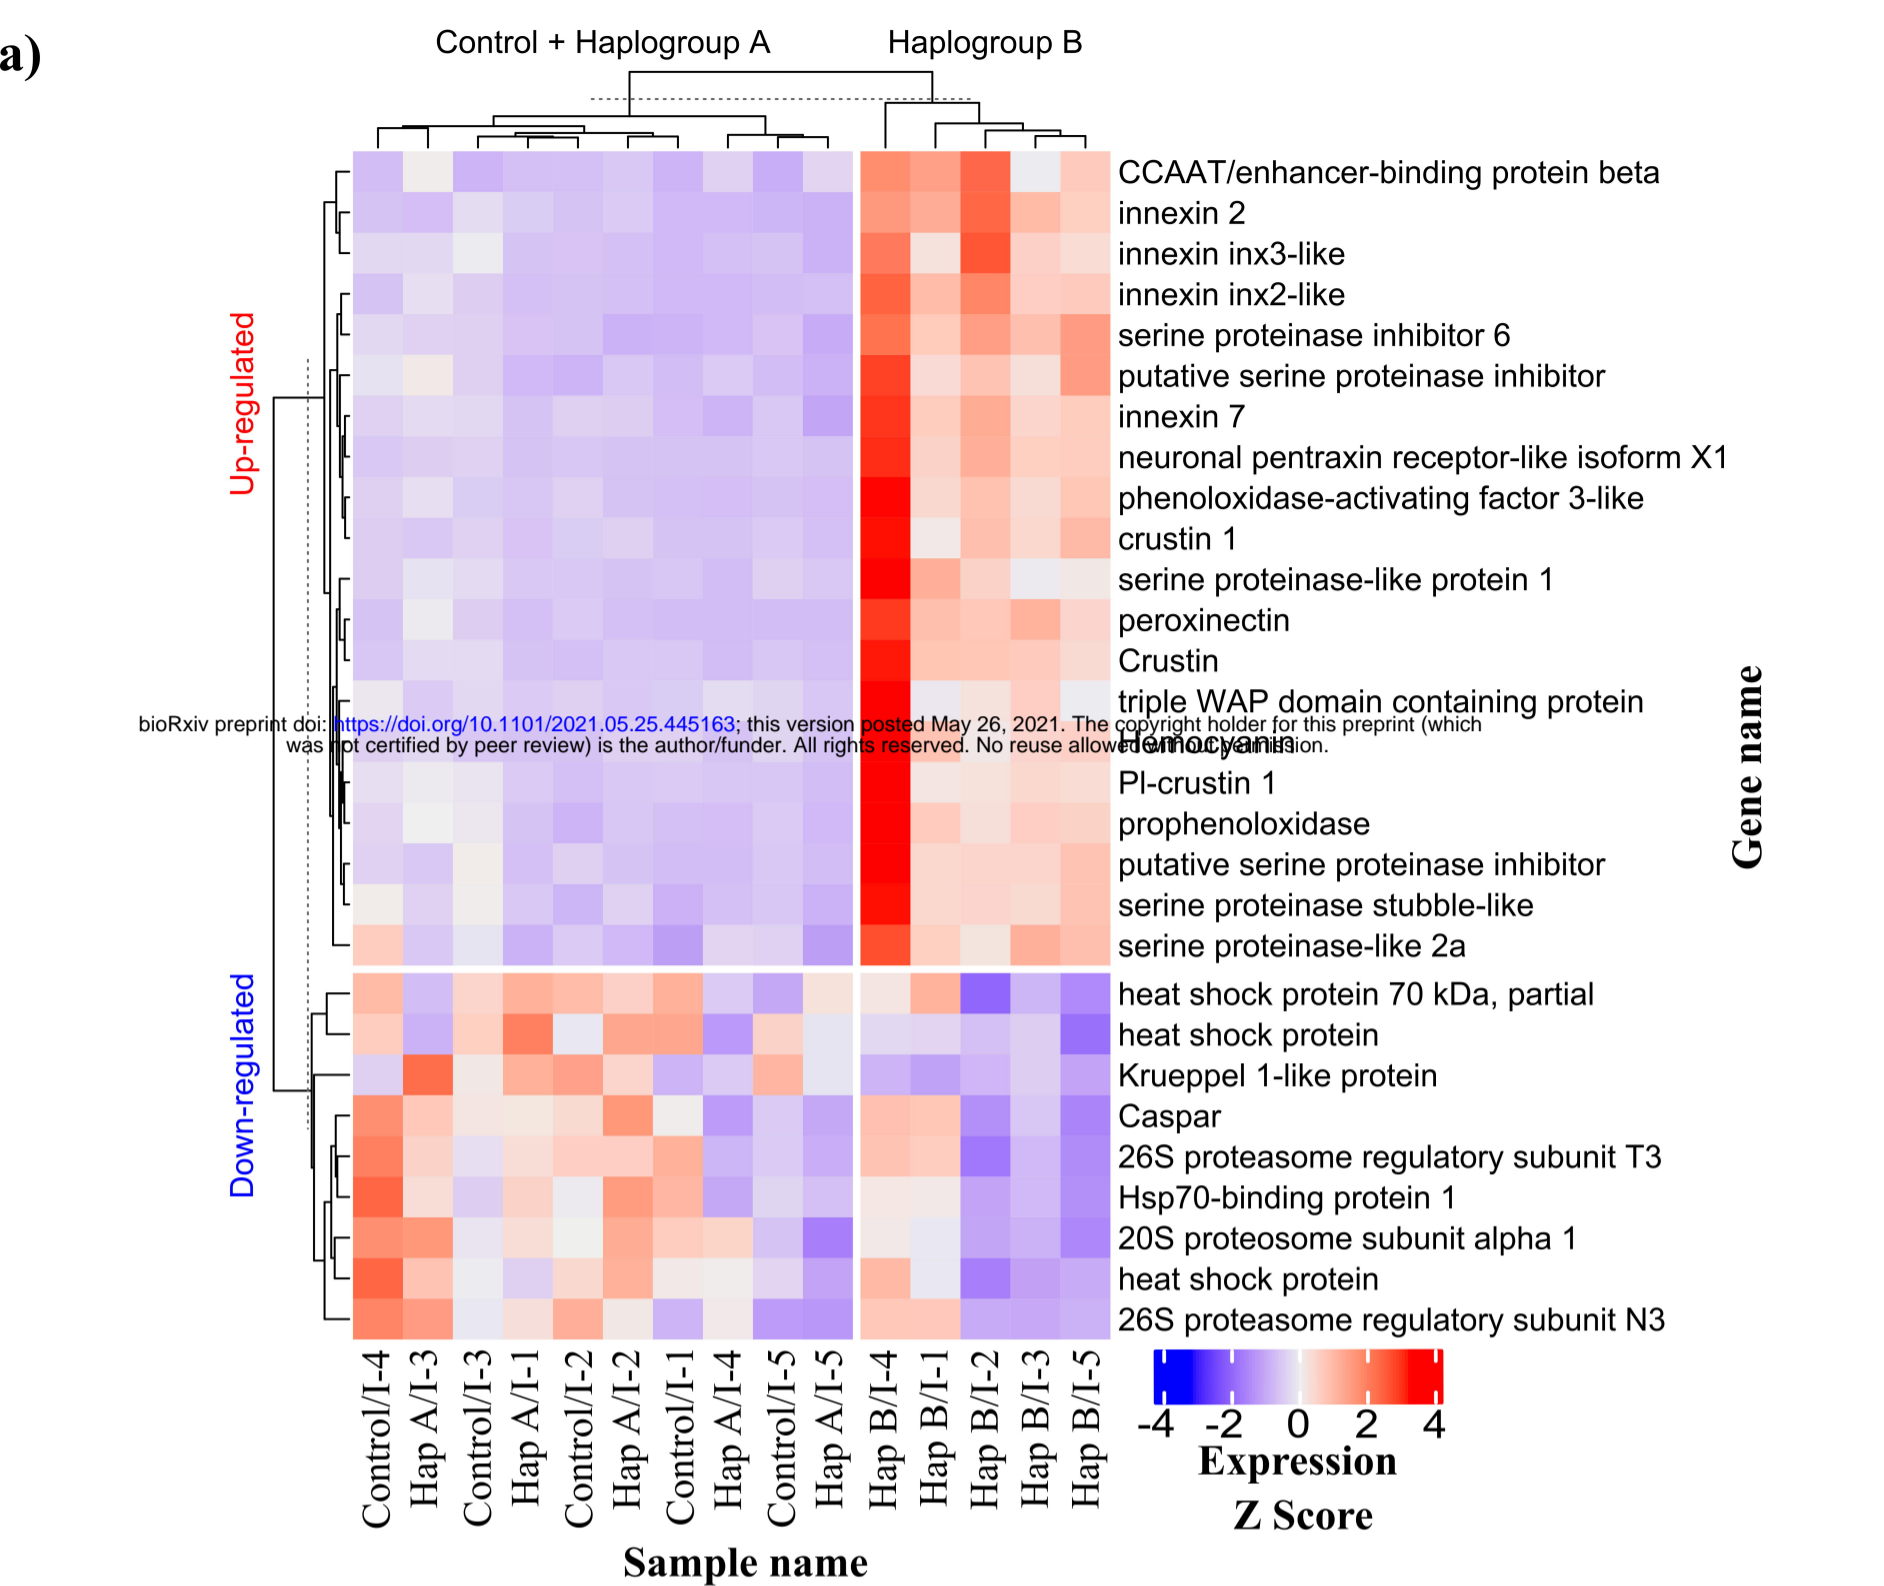 a)
Control + Haplogroup A
Haplogroup B
Up-regulated
Down-regulated
CCAAT/enhancer-binding protein beta
innexin 2
innexin inx3-like
innexin inx2-like
serine proteinase inhibitor 6
putative serine proteinase inhibitor
innexin 7
neuronal pentraxin receptor-like isoform X1
phenoloxidase-activating factor 3-like
crustin 1
serine proteinase-like protein 1
peroxinectin
Crustin
triple WAP domain containing protein
bioRxiv preprint doi: https://doi.org/10.1101/2021.05.25.445163; this version posted May 26, 2021. The copyright holder for this preprint (which
was not certified by peer review) is the author/funder. All rights reserved. No reuse allowed without permission.
Hemocyanin
Pl-crustin 1
prophenoloxidase
putative serine proteinase inhibitor
serine proteinase stubble-like
serine proteinase-like 2a
heat shock protein 70 kDa, partial
heat shock protein
Krueppel 1-like protein
Caspar
26S proteasome regulatory subunit T3
Hsp70-binding protein 1
20S proteosome subunit alpha 1
heat shock protein
26S proteasome regulatory subunit N3
Gene name
Control/I-4
Hap A/I-3
Control/I-3
Hap A/I-1
Control/I-2
Hap A/I-2
Control/I-1
Hap A/I-4
Control/I-5
Hap A/I-5
Hap B/I-4
Hap B/I-1
Hap B/I-2
Hap B/I-3
Hap B/I-5
-4 -2 0 2 4
Expression
Z Score
Sample name